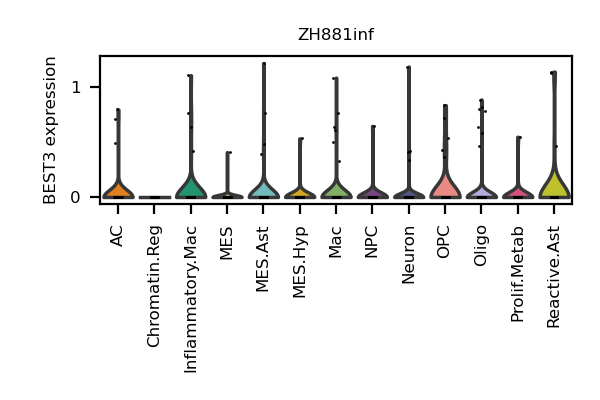 ZH881inf
BEST3 expression
1
0
AC
Chromatin.Reg
Inflammatory.Mac
MES
MES.Ast
MES.Hyp
Mac
NPC
Neuron
OPC
Oligo
Prolif.Metab
Reactive.Ast